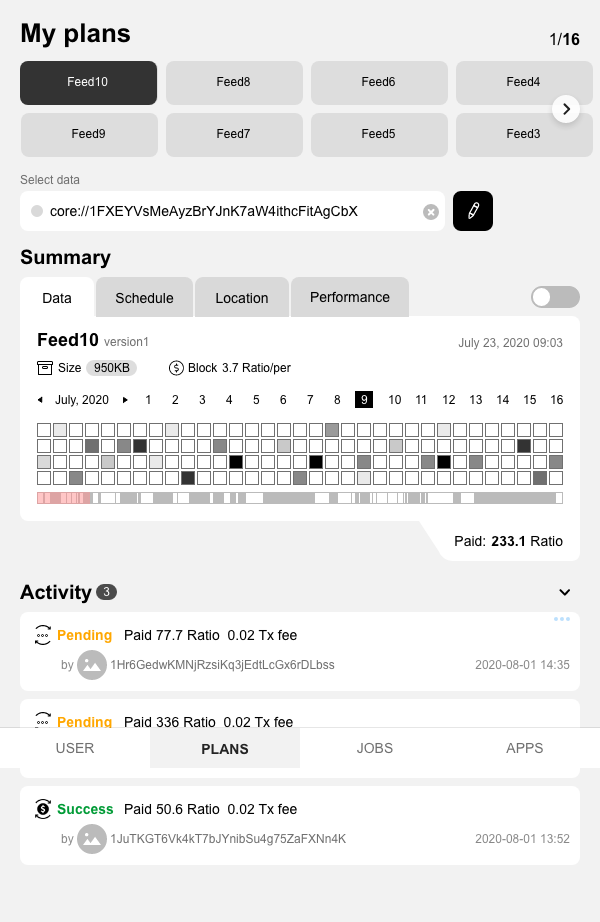 My plans
1/16
Feed10 Feed8 Feed6 Feed4
Feed9 Feed7 Feed5 Feed3
Select data
core://1FXEYVsMeAyzBrYJnK7aW4ithcFitAgCbX
Summary
Data Schedule Location Performance
Feed10 version1 July 23, 2020 09:03
Size 950KB Block 3.7 Ratio/per
July, 2020 1 2 3 4 5 6 7 8 9 10 11 12 13 14 15 16
Paid: 233.1 Ratio
Activity 3
Pending Paid 77.7 Ratio 0.02 Tx fee
by 1Hr6GedwKMNjRzsiKq3jEdtLcGx6rDLbss 2020-08-01 14:35
Pending Paid 336 Ratio 0.02 Tx fee
USER PLANS JOBS APPS
Success Paid 50.6 Ratio 0.02 Tx fee
by 1JuTKGT6Vk4kT7bJYnibSu4g75ZaFXNn4K 2020-08-01 13:52